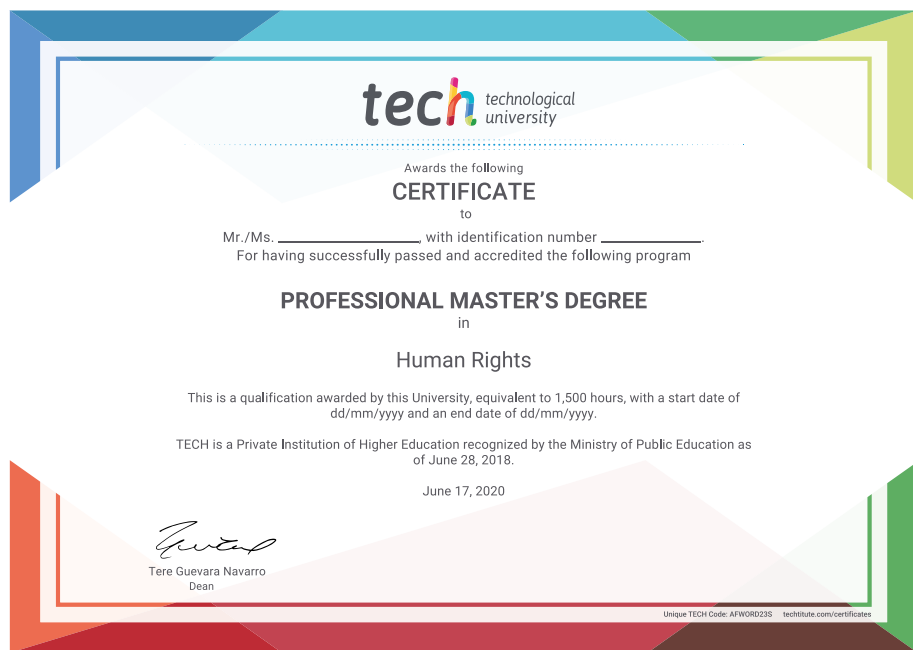 tech technological
university
Awards the following
CERTIFICATE
to
Mr./Ms. ________________, with identification number ____________.
For having successfully passed and accredited the following program
PROFESSIONAL MASTER'S DEGREE
in
Human Rights
This is a qualification awarded by this University, equivalent to 1,500 hours, with a start date of
dd/mm/yyyy and an end date of dd/mm/yyyy.
TECH is a Private Institution of Higher Education recognized by the Ministry of Public Education as
of June 28, 2018.
June 17, 2020
Tere Guevara Navarro
Dean
Unique TECH Code: AFWORD23S techtitute.com/certificates